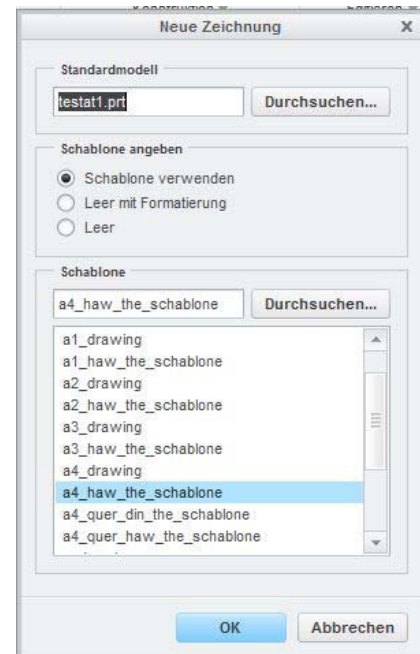 Neue Zeichnung X
Standardmodell
testat1.prt Durchsuchen...
Schablone angeben
Schablone verwenden
Leer mit Formatierung
Leer
Schablone
a4_haw_the_schablone Durchsuchen...
a1_drawing
a1_haw_the_schablone
a2_drawing
a2_haw_the_schablone
a3_drawing
a3_haw_the_schablone
a4_drawing
a4_haw_the_schablone
a4_quer_din_the_schablone
a4_quer_haw_the_schablone
OK Abbrechen